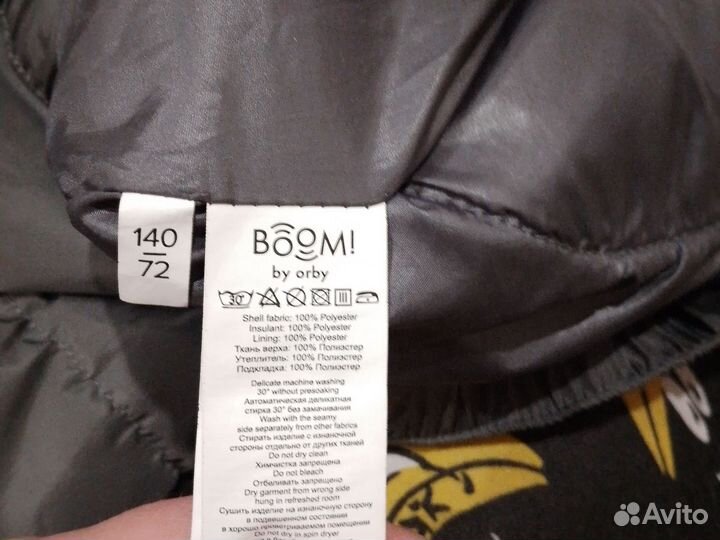 140
72
BOOM!
by orby
30°
Shell fabric: 100% Polyester
Insulant: 100% Polyester
Lining: 100% Polyester
Ткань верха: 100% Полиэстер
Утеплитель: 100% Полиэстер
Подкладка: 100% Полиэстер
Delicate machine washing
30° without presoaking
Автоматическая деликатная
стирка 30° без замачивания
Wash with the seamy
side separately from other fabrics
Стирать изделие с изнаночной
стороны отдельно от других тканей
Do not dry clean
Химчистка запрещена
Do not bleach
Отбеливать запрещено
Dry garment from wrong side
hung in refreshed room
Сушить изделие на изнаночную сторону
в подвешенном состоянии
в хорошо проветриваемом помещении
Do not dry in spin dryer
Avito